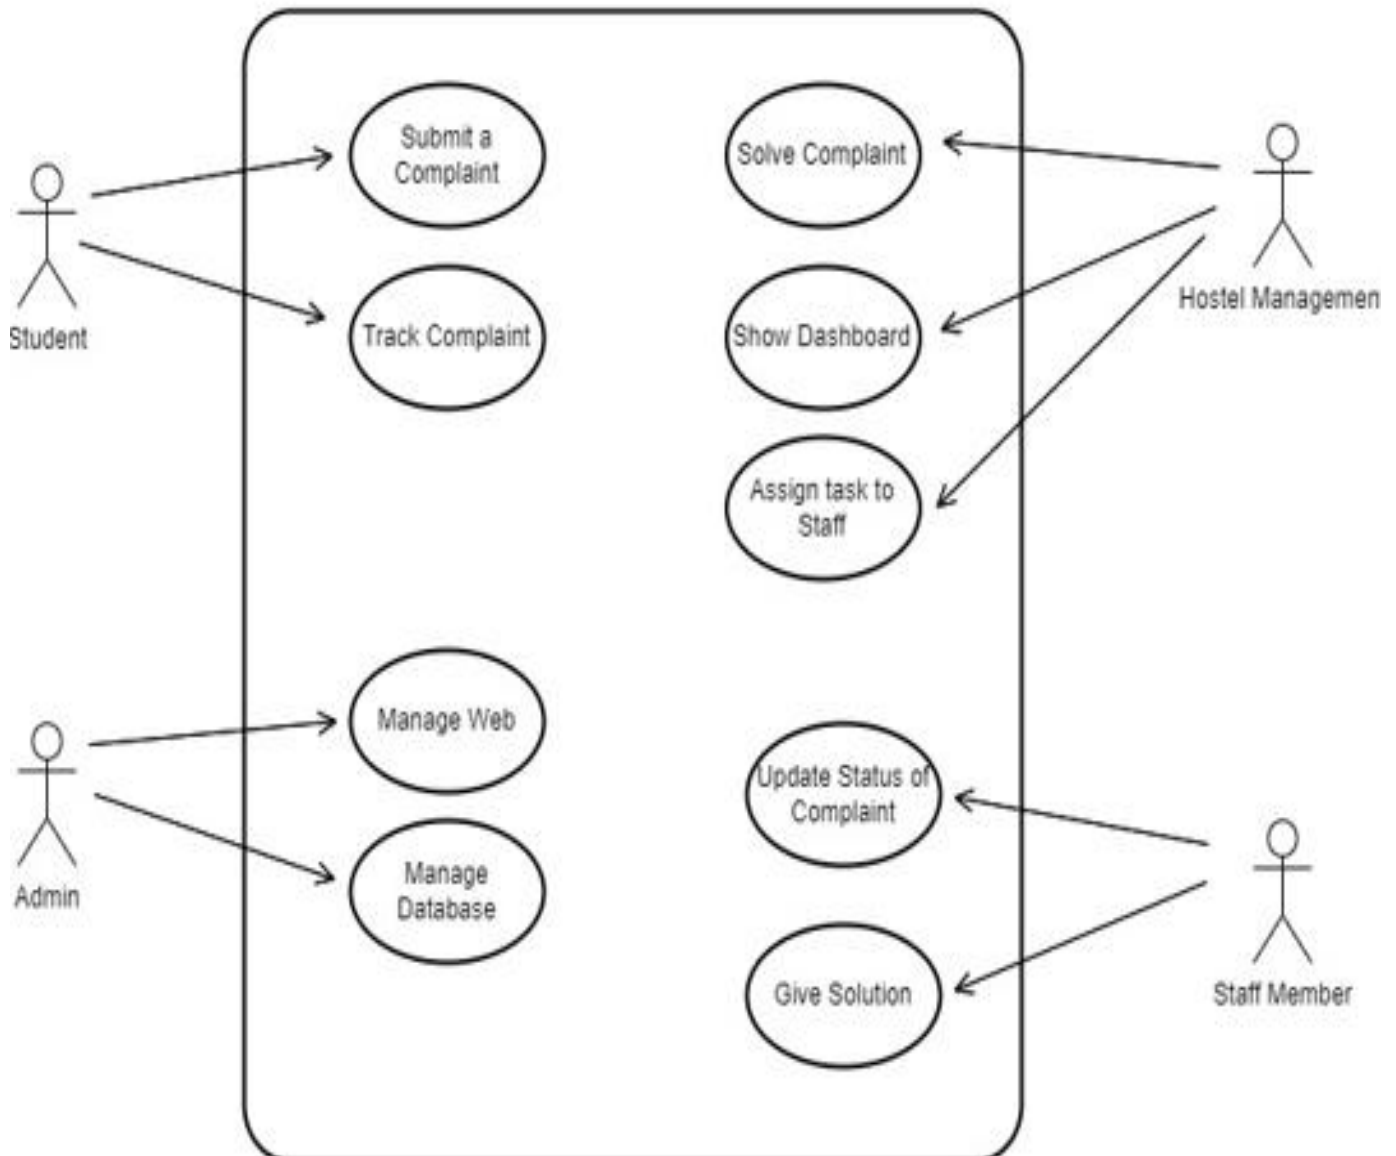 Submit a
Complaint
Solve Complaint
Student
Track Complaint
Show Dashboard
Hostel Managemen
Assign task to
Staff
Manage Web
Update Status of
Complaint
Admin
Manage
Database
Give Solution
Staff Member